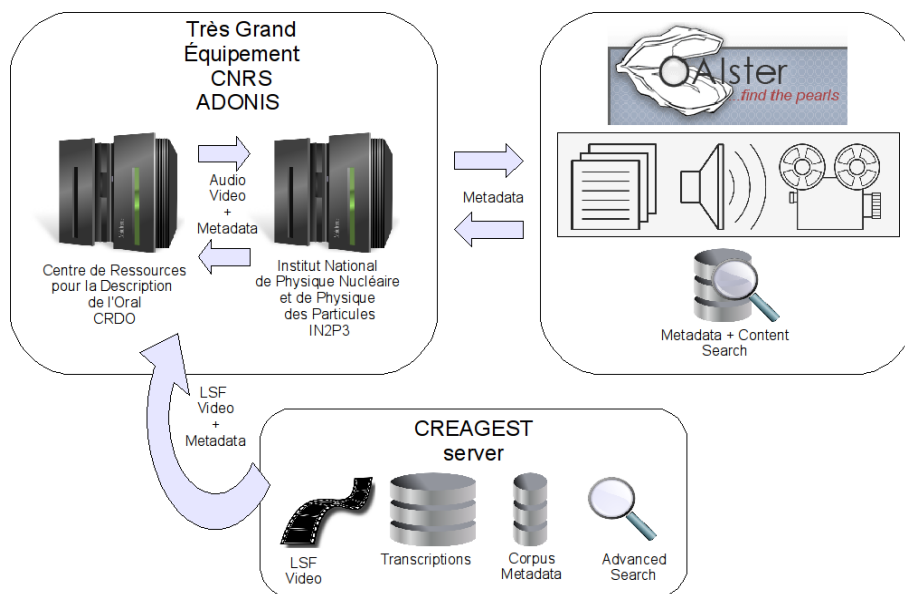 Très Grand
Équipement
CNRS
ADONIS
Audio
Video
+
Metadata
Centre de Ressources
pour la Description
de l'Oral
CRDO
Institut National
de Physique Nucléaire
et de Physique
des Particules
IN2P3
Metadata
Alster
...find the pearls
Metadata + Content
Search
LSF
Video
+
Metadata
CREAGEST
server
LSF
Video
Transcriptions
Corpus
Metadata
Advanced
Search